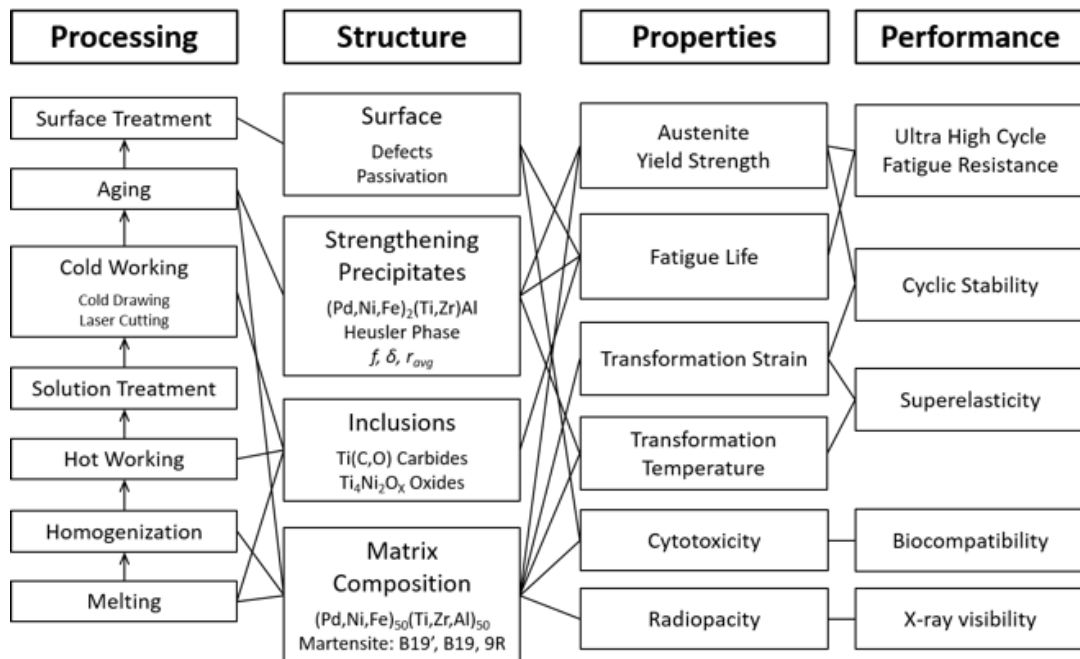 Processing
Structure
Properties
Performance
Surface Treatment
Aging
Cold Working
Cold Drawing
Laser Cutting
Solution Treatment
Hot Working
Homogenization
Melting
Surface
Defects
Passivation
Strengthening
Precipitates
(Pd,Ni,Fe)₂(Ti,Zr)Al
Heusler Phase
f, δ, r_avg
Inclusions
Ti(C,O) Carbides
Ti₄Ni₂Oₓ Oxides
Matrix
Composition
(Pd,Ni,Fe)₅₀(Ti,Zr,Al)₅₀
Martensite: B19’, B19, 9R
Austenite
Yield Strength
Fatigue Life
Transformation Strain
Transformation
Temperature
Cytotoxicity
Radiopacity
Ultra High Cycle
Fatigue Resistance
Cyclic Stability
Superelasticity
Biocompatibility
X-ray visibility